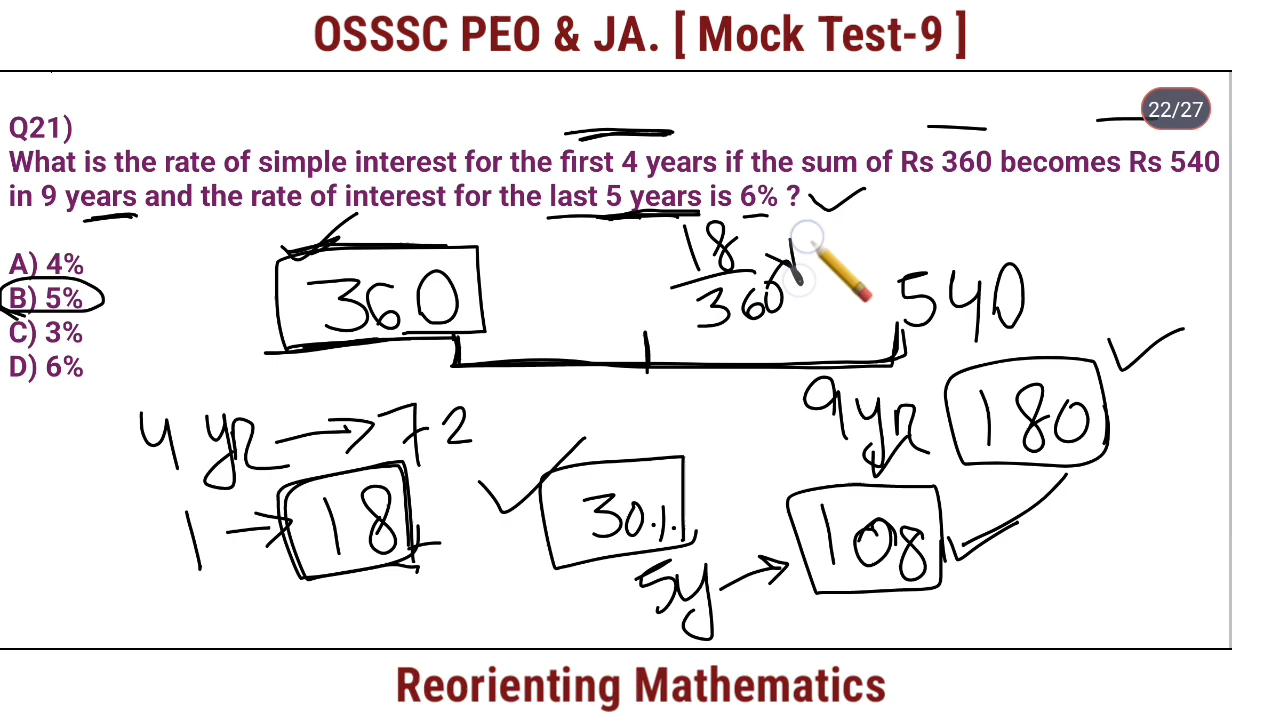 OSSSC PEO & JA. [ Mock Test-9 ]
22/27
Q21)
What is the rate of simple interest for the first 4 years if the sum of Rs 360 becomes Rs 540
in 9 years and the rate of interest for the last 5 years is 6% ?
A) 4%
B) 5%
C) 3%
D) 6%
360
18
360
540
4 yr → 72
9yr 180
1 → 18
30%
108
5y →
Reorienting Mathematics